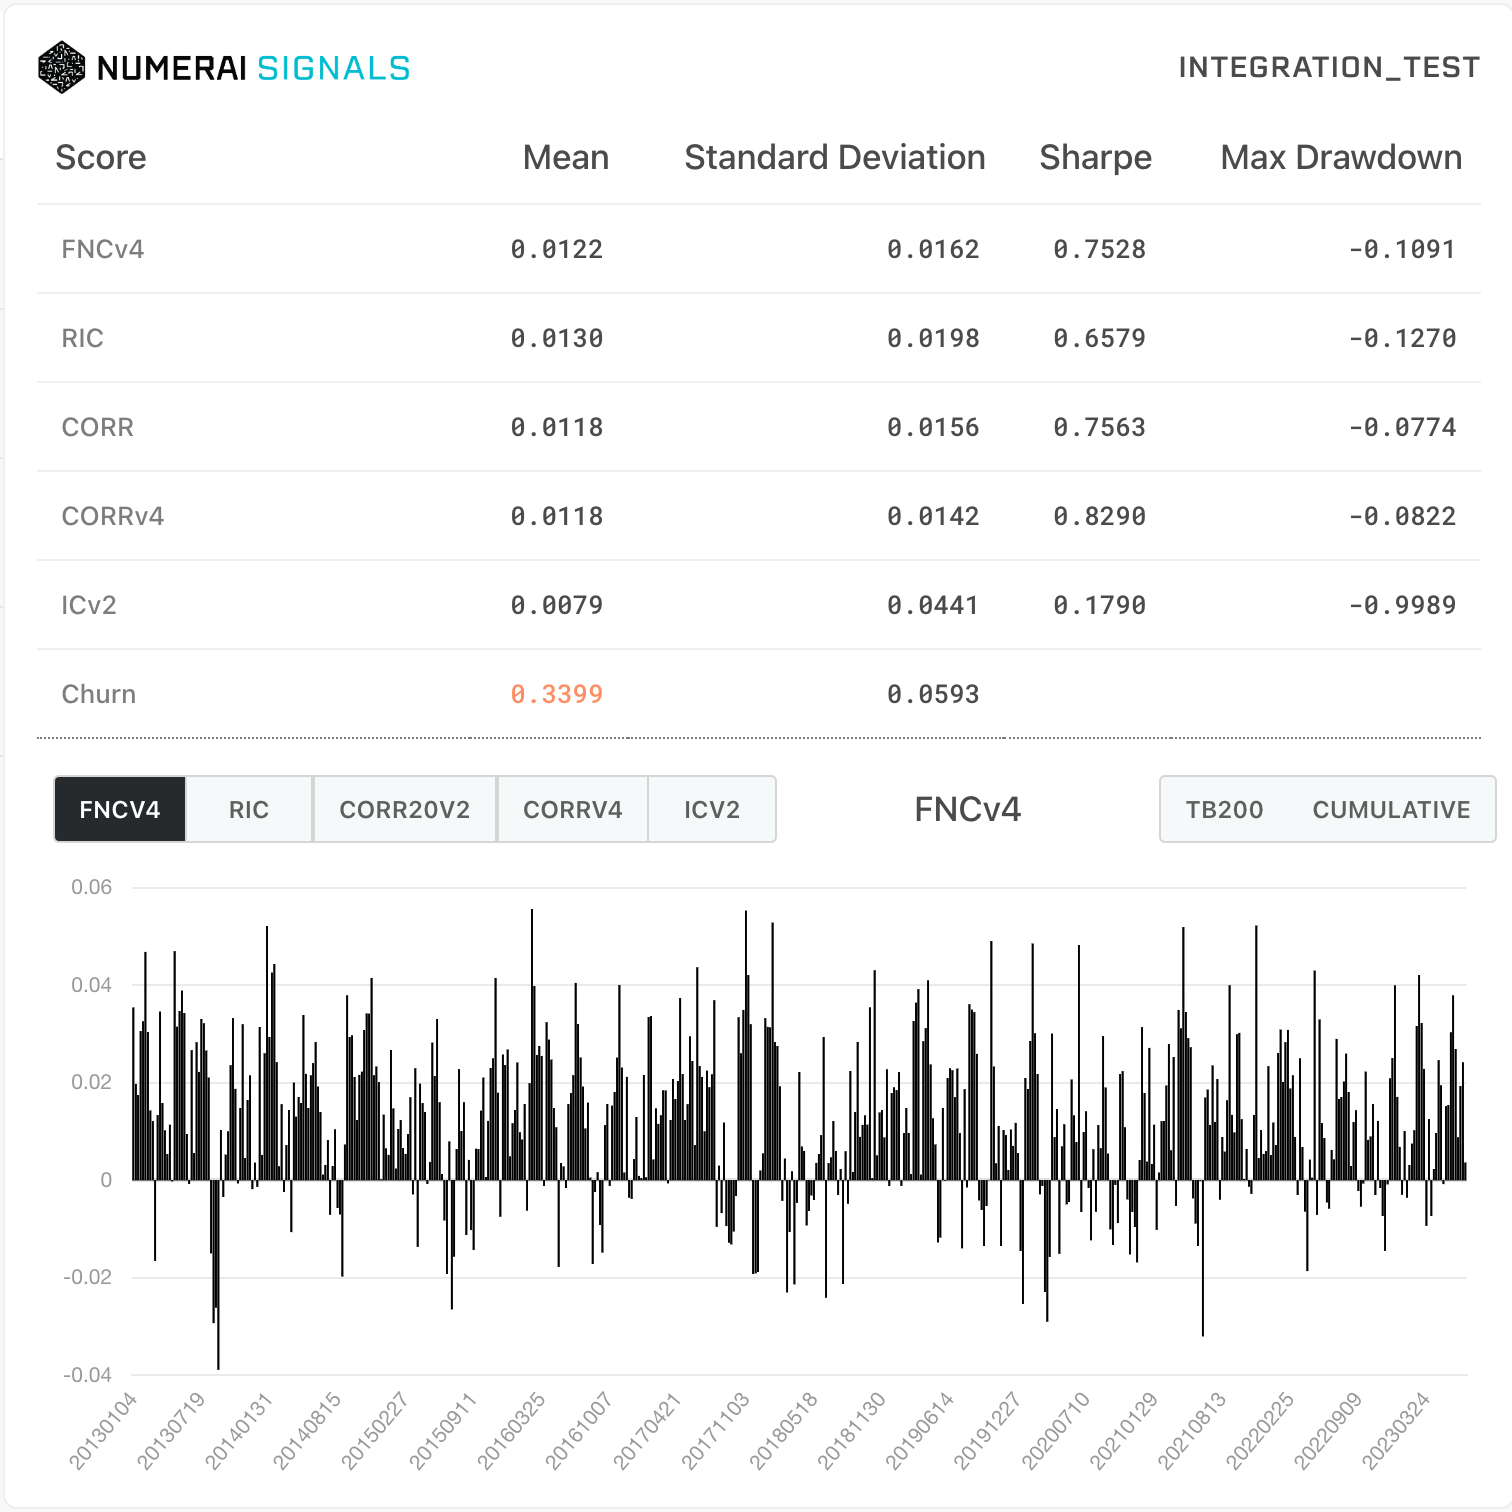 NUMERAI SIGNALS
INTEGRATION_TEST
Score Mean Standard Deviation Sharpe Max Drawdown
FNCv4 0.0122 0.0162 0.7528 -0.1091
RIC 0.0130 0.0198 0.6579 -0.1270
CORR 0.0118 0.0156 0.7563 -0.0774
CORRv4 0.0118 0.0142 0.8290 -0.0822
ICv2 0.0079 0.0441 0.1790 -0.9989
Churn 0.3399 0.0593
FNCV4 RIC CORR20V2 CORRV4 ICV2
FNCv4
TB200 CUMULATIVE
0.06
0.04
0.02
0
-0.02
-0.04
20130104 20130719 20140131 20140815 20150227 20150911 20160325 20161007 20170421 20171103 20180518 20181130 20190614 20191227 20200710 20210129 20210813 20220225 20220909 20230324